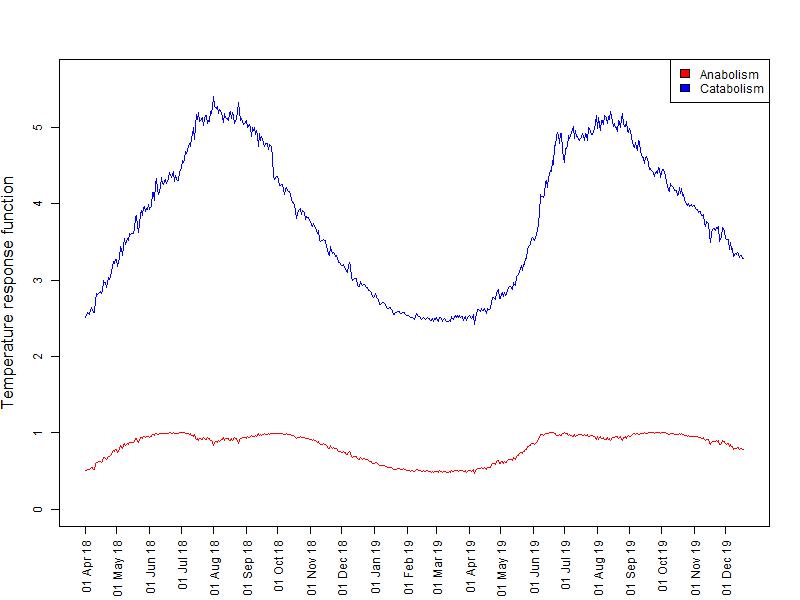 Anabolism
Catabolism
Temperature response function
5
4
3
2
1
0
01 Apr 18
01 May 18
01 Jun 18
01 Jul 18
01 Aug 18
01 Sep 18
01 Oct 18
01 Nov 18
01 Dec 18
01 Jan 19
01 Feb 19
01 Mar 19
01 Apr 19
01 May 19
01 Jun 19
01 Jul 19
01 Aug 19
01 Sep 19
01 Oct 19
01 Nov 19
01 Dec 19